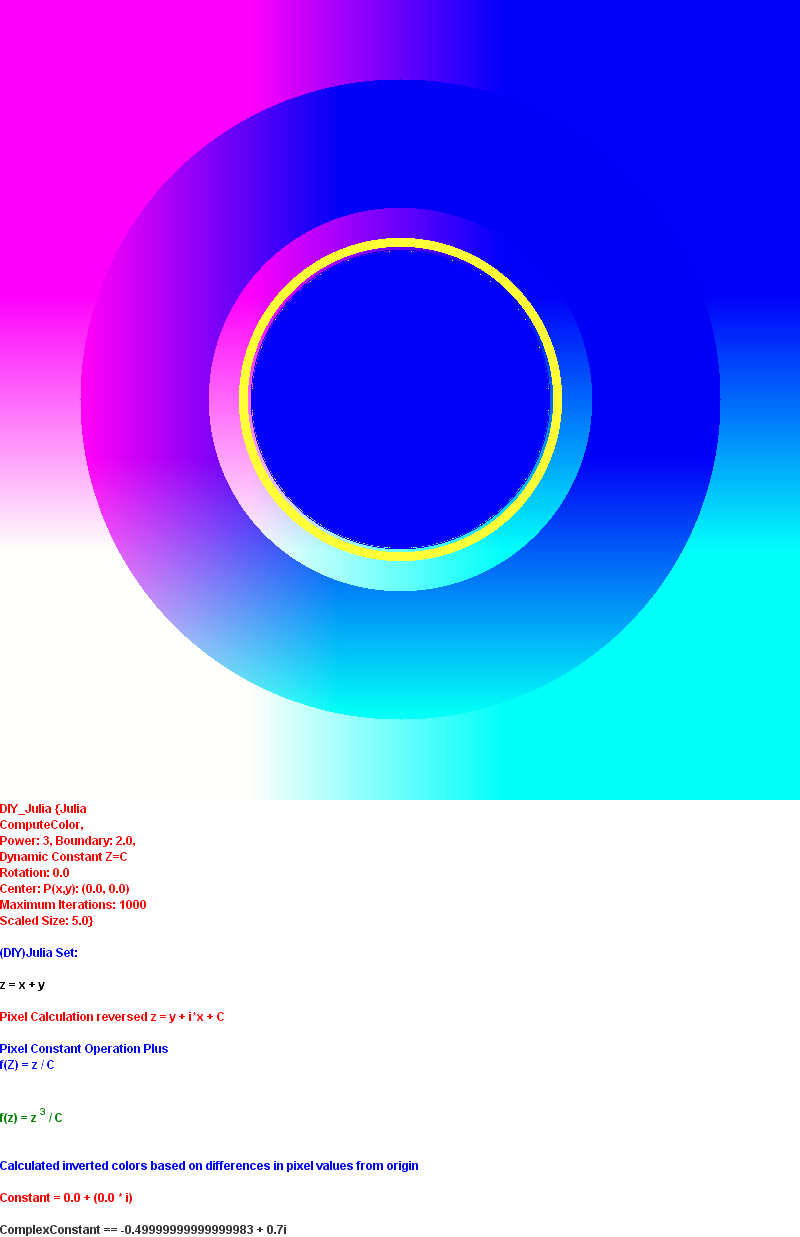 DIY_Julia {Julia
ComputeColor,
Power: 3, Boundary: 2.0,
Dynamic Constant Z=C
Rotation: 0.0
Center: P(x,y): (0.0, 0.0)
Maximum Iterations: 1000
Scaled Size: 5.0}
(DIY)Julia Set:
z = x + y
Pixel Calculation reversed z = y + i*x + C
Pixel Constant Operation Plus
f(Z) = z / C
f(z) = z 3 / C
Calculated inverted colors based on differences in pixel values from origin
Constant = 0.0 + (0.0 * i)
ComplexConstant == -0.49999999999999983 + 0.7i